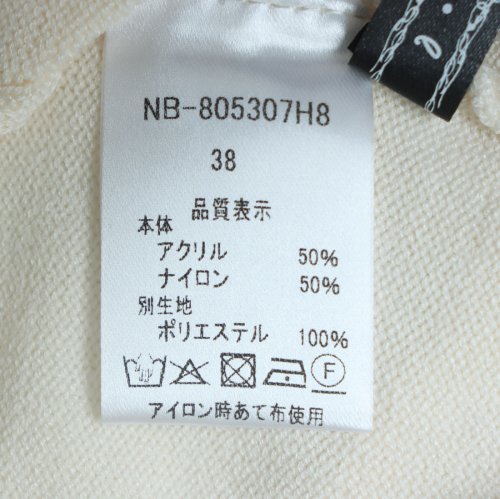 NB-805307H8
38
品質表示
本体
アクリル 50%
ナイロン 50%
別生地
ポリエステル 100%
F
アイロン時あて布使用